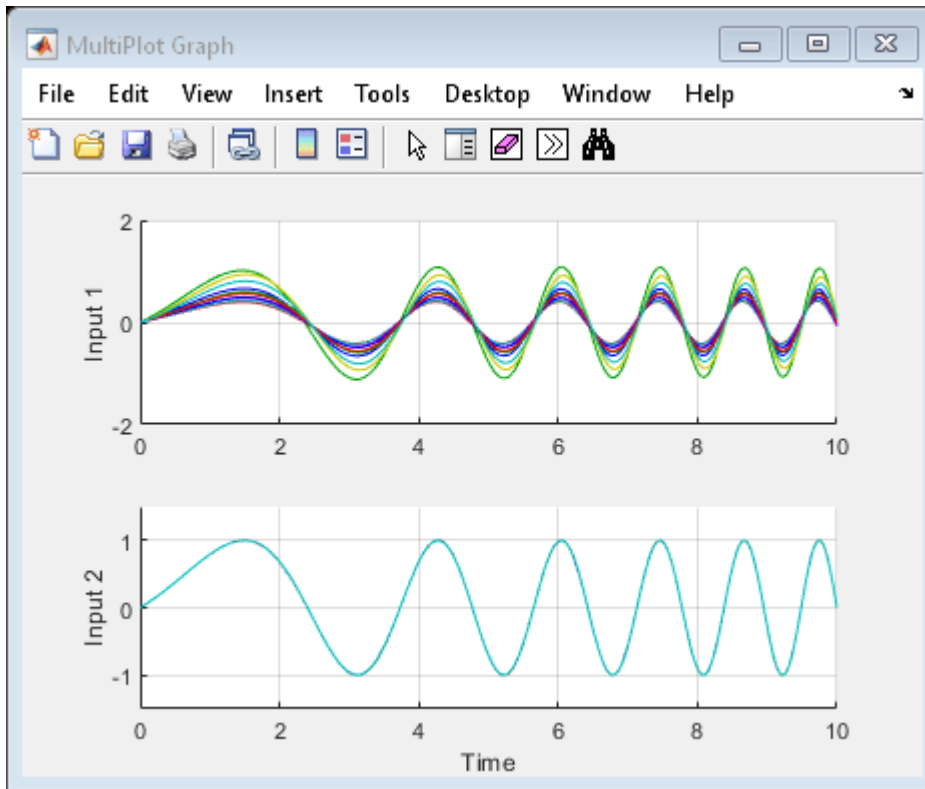 MultiPlot Graph
File Edit View Insert Tools Desktop Window Help
2
0
-2
Input 1
0 2 4 6 8 10
1
0
-1
Input 2
0 2 4 6 8 10
Time